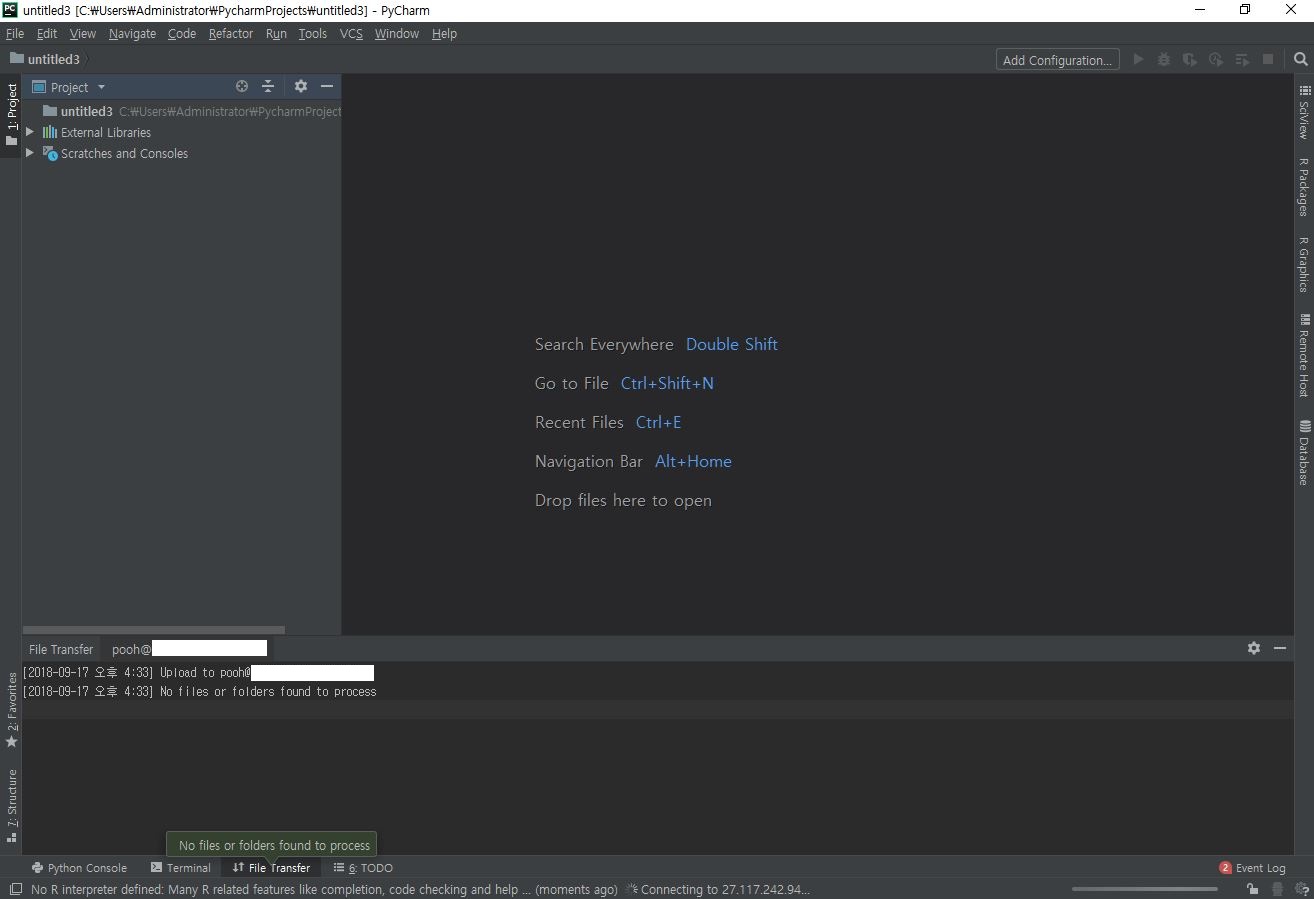 untitled3 [C:₩Users₩Administrator₩PycharmProjects₩untitled3] - PyCharm
File Edit View Navigate Code Refactor Run Tools VCS Window Help
untitled3
Add Configuration...
1: Project
Project
untitled3 C:₩Users₩Administrator₩PycharmProject
External Libraries
Scratches and Consoles
SciView
R Packages
R Graphics
Remote Host
Database
Search Everywhere Double Shift
Go to File Ctrl+Shift+N
Recent Files Ctrl+E
Navigation Bar Alt+Home
Drop files here to open
File Transfer pooh@
[2018-09-17 오후 4:33] Upload to pooh@
[2018-09-17 오후 4:33] No files or folders found to process
2: Favorites
7: Structure
No files or folders found to process
Python Console Terminal File Transfer 6: TODO
2 Event Log
No R interpreter defined: Many R related features like completion, code checking and help ... (moments ago) Connecting to 27.117.242.94...